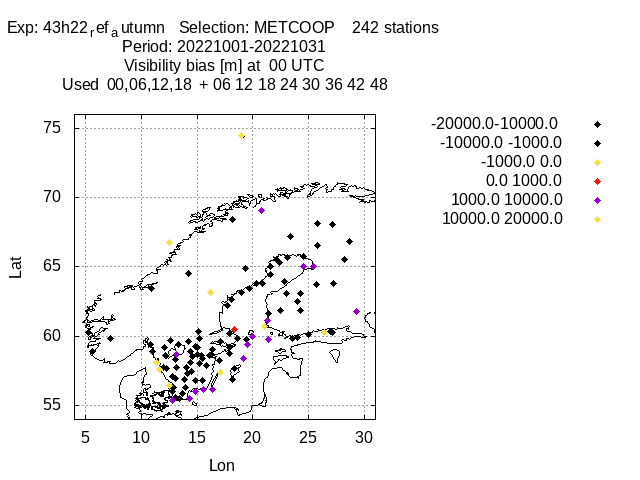 Exp: 43h22ref_autumn Selection: METCOOP 242 stations
Period: 20221001-20221031
Visibility bias [m] at 00 UTC
Used 00,06,12,18 + 06 12 18 24 30 36 42 48
-20000.0-10000.0
-10000.0 -1000.0
-1000.0 0.0
0.0 1000.0
1000.0 10000.0
10000.0 20000.0
75
70
65
60
55
Lat
5 10 15 20 25 30
Lon